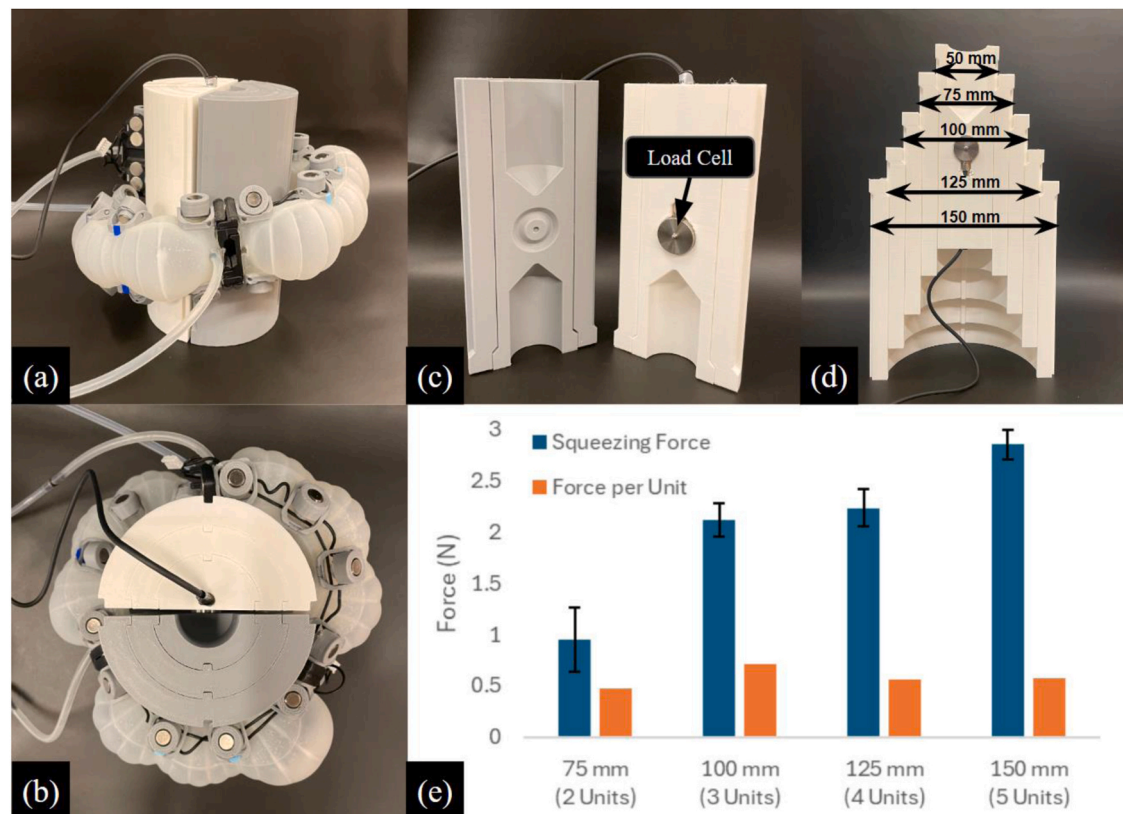 (a)
(b)
Load Cell
(c)
50 mm
75 mm
100 mm
125 mm
150 mm
(d)
3
2.5
2
1.5
1
0.5
0
Force (N)
Squeezing Force
Force per Unit
75 mm
(2 Units)
100 mm
(3 Units)
125 mm
(4 Units)
150 mm
(5 Units)
(e)